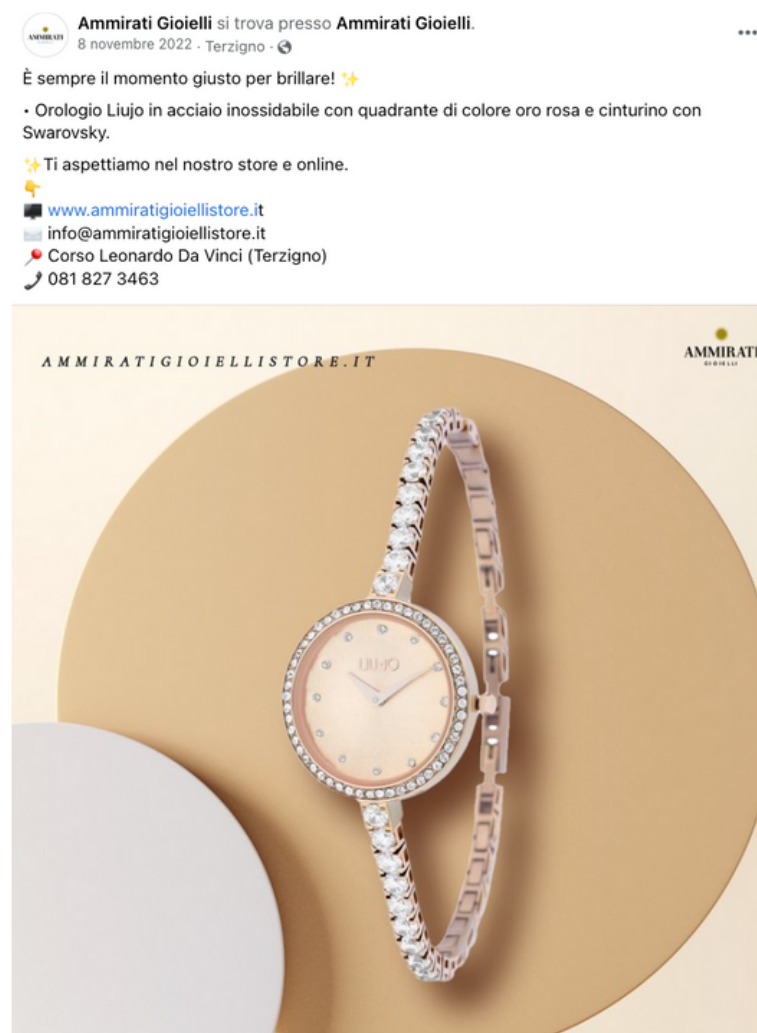 Ammirati Gioielli si trova presso Ammirati Gioielli.
8 novembre 2022 · Terzigno ·
È sempre il momento giusto per brillare! ✨
• Orologio Liujo in acciaio inossidabile con quadrante di colore oro rosa e cinturino con
Swarovsky.
✨Ti aspettiamo nel nostro store e online.
👇
🖥 www.ammiratigioiellistore.it
✉️ info@ammiratigioiellistore.it
📍 Corso Leonardo Da Vinci (Terzigno)
📞 081 827 3463
AMMIRATIGIOIELLISTORE.IT
AMMIRATI
GIOIELLI
LIU·JO